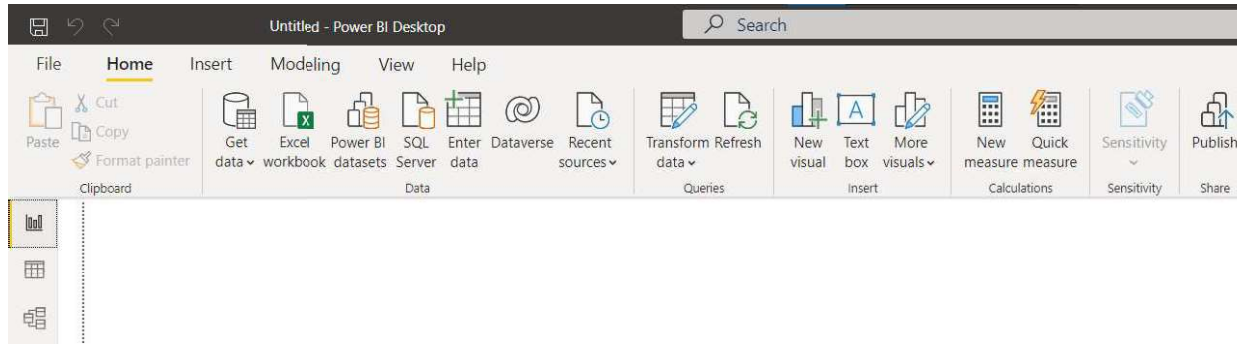 Untitled - Power BI Desktop
Search
File Home Insert Modeling View Help
Paste
Cut
Copy
Format painter
Clipboard
Get data
Excel workbook
Power BI datasets
SQL Server
Enter data
Dataverse
Recent sources
Data
Transform data
Refresh
Queries
New visual
A
Text box
More visuals
Insert
New measure
Quick measure
Calculations
Sensitivity
Sensitivity
Publish
Share